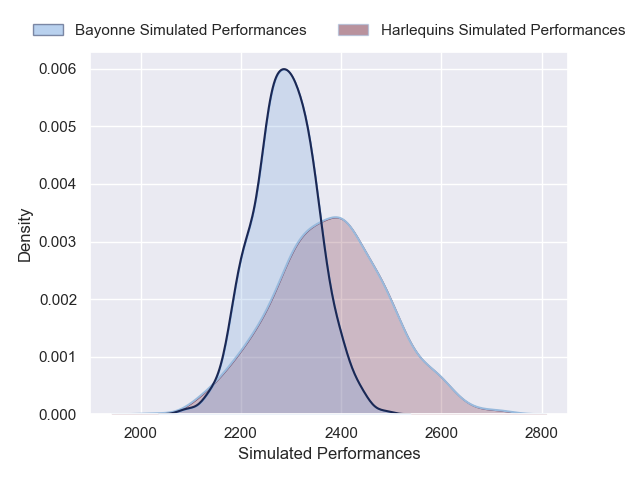 Bayonne Simulated Performances Harlequins Simulated Performances
0.006
0.005
0.004
0.003
0.002
0.001
0.000
Density
2000 2200 2400 2600 2800
Simulated Performances